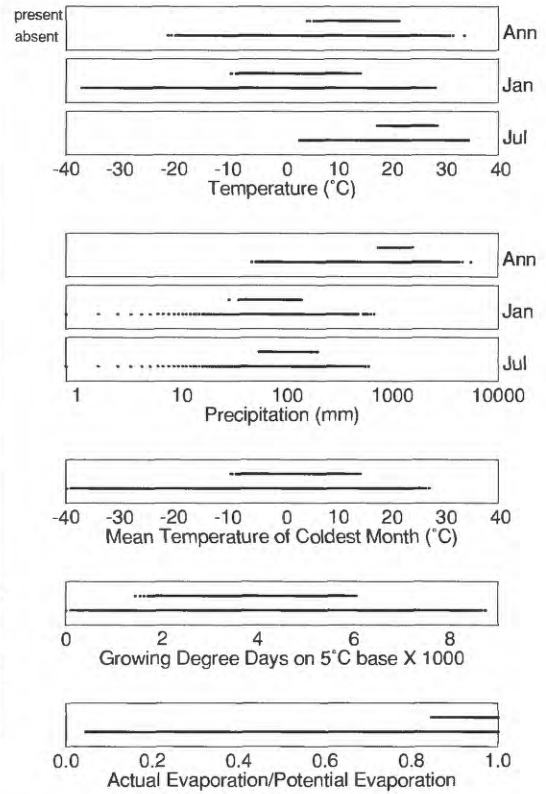 present
absent
Ann
Jan
Jul
-40 -30 -20 -10 0 10 20 30 40
Temperature (˚C)
Ann
Jan
Jul
1 10 100 1000 10000
Precipitation (mm)
-40 -30 -20 -10 0 10 20 30 40
Mean Temperature of Coldest Month (˚C)
0 2 4 6 8
Growing Degree Days on 5˚C base X 1000
0.0 0.2 0.4 0.6 0.8 1.0
Actual Evaporation/Potential Evaporation